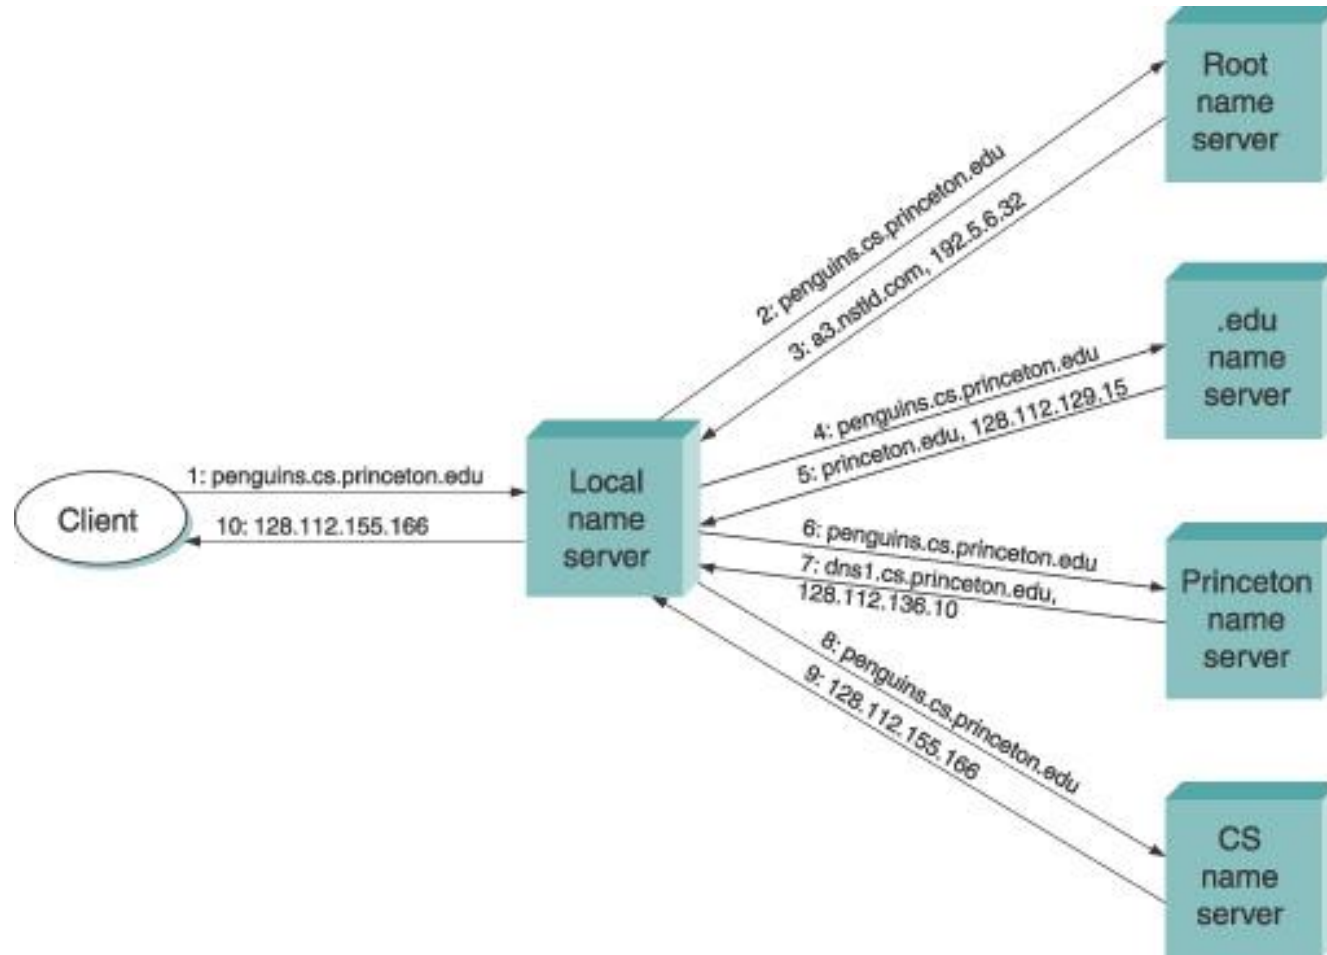 Root
name
server
2: penguins.cs.princeton.edu
3: a3.nstld.com, 192.5.6.32
.edu
name
server
4: penguins.cs.princeton.edu
5: princeton.edu, 128.112.129.15
Client
1: penguins.cs.princeton.edu
10: 128.112.155.166
Local
name
server
6: penguins.cs.princeton.edu
7: dns1.cs.princeton.edu,
128.112.136.10
Princeton
name
server
8: penguins.cs.princeton.edu
9: 128.112.155.166
CS
name
server